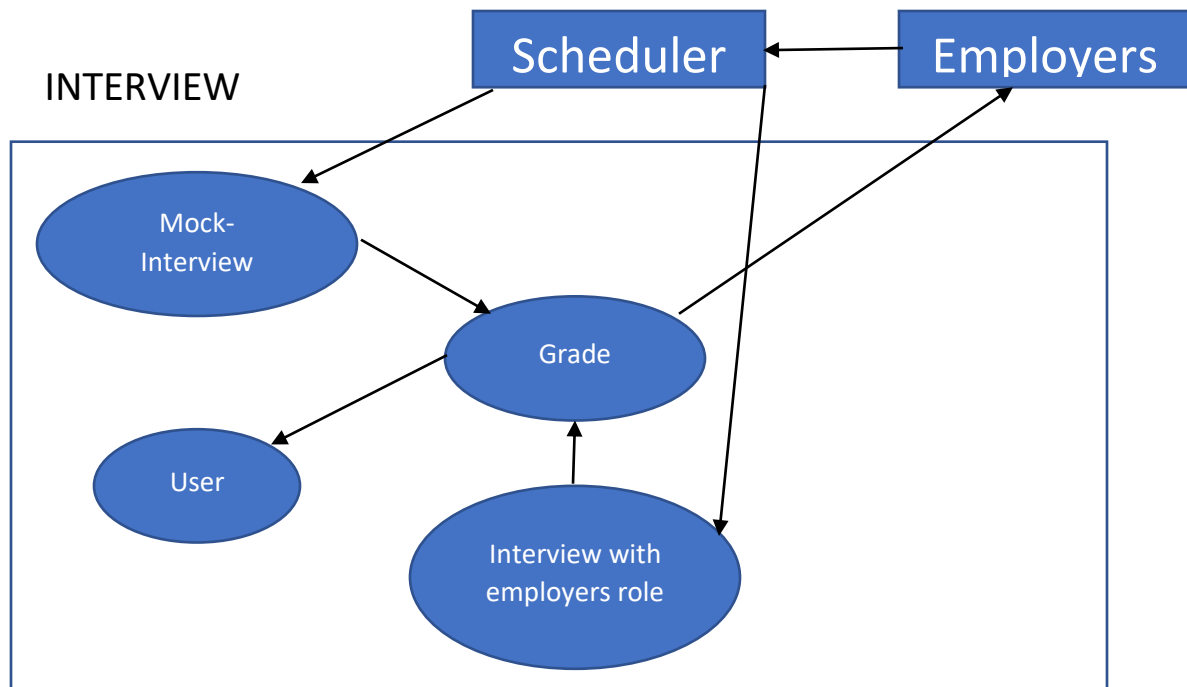 Scheduler
Employers
INTERVIEW
Mock-
Interview
Grade
User
Interview with
employers role